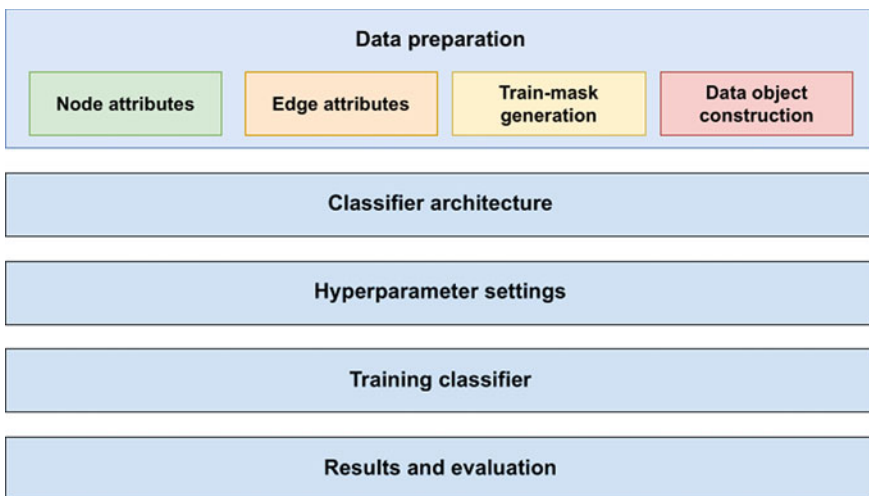 Data preparation
Node attributes
Edge attributes
Train-mask
generation
Data object
construction
Classifier architecture
Hyperparameter settings
Training classifier
Results and evaluation